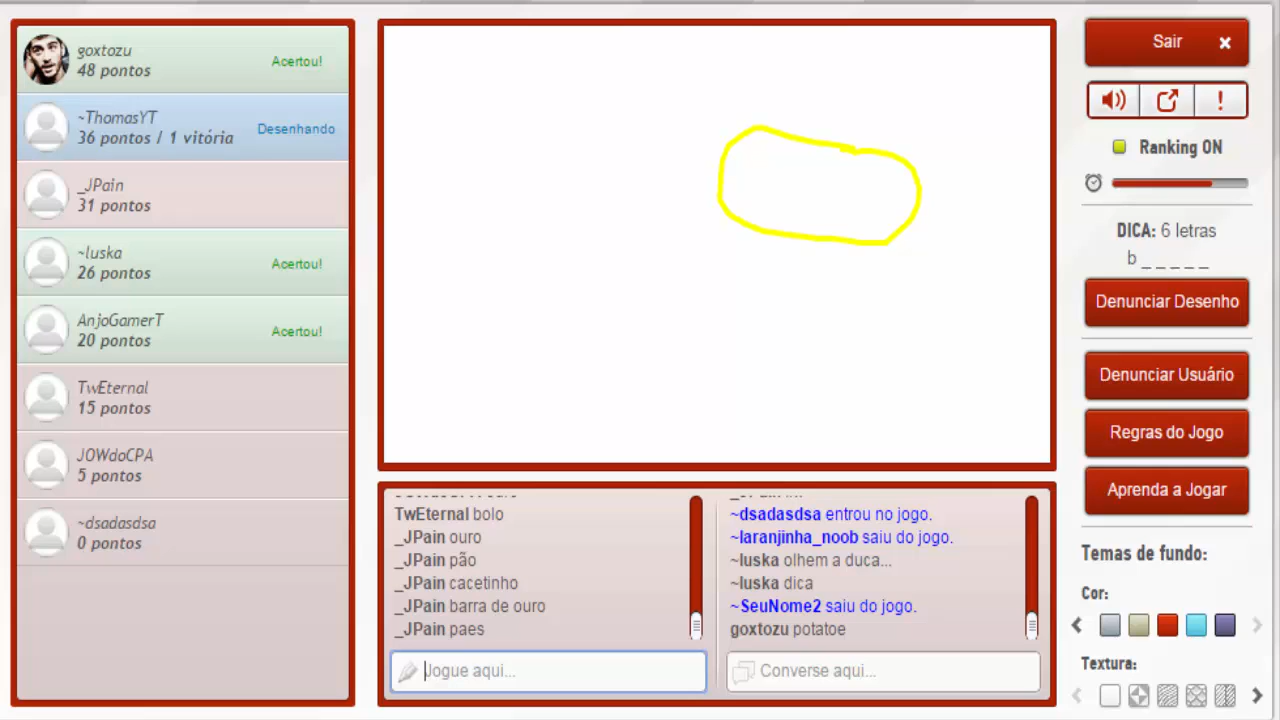 goxtozu
48 pontos
Acertou!
~ThomasYT
36 pontos / 1 vitória
Desenhando
_JPain
31 pontos
~luska
26 pontos
Acertou!
AnjoGamerT
20 pontos
Acertou!
TwEternal
15 pontos
JOWdoCPA
5 pontos
~dsadasdsa
0 pontos
TwEternal bolo
_JPain ouro
_JPain pão
_JPain cacetinho
_JPain barra de ouro
_JPain paes
Jogue aqui...
~dsadasdsa entrou no jogo.
~laranjinha_noob saiu do jogo.
~luska olhem a duca...
~luska dica
~SeuNome2 saiu do jogo.
goxtozu potatoe
Converse aqui...
Sair x
!
Ranking ON
DICA: 6 letras
b _ _ _ _ _
Denunciar Desenho
Denunciar Usuário
Regras do Jogo
Aprenda a Jogar
Temas de fundo:
Cor:
Textura: